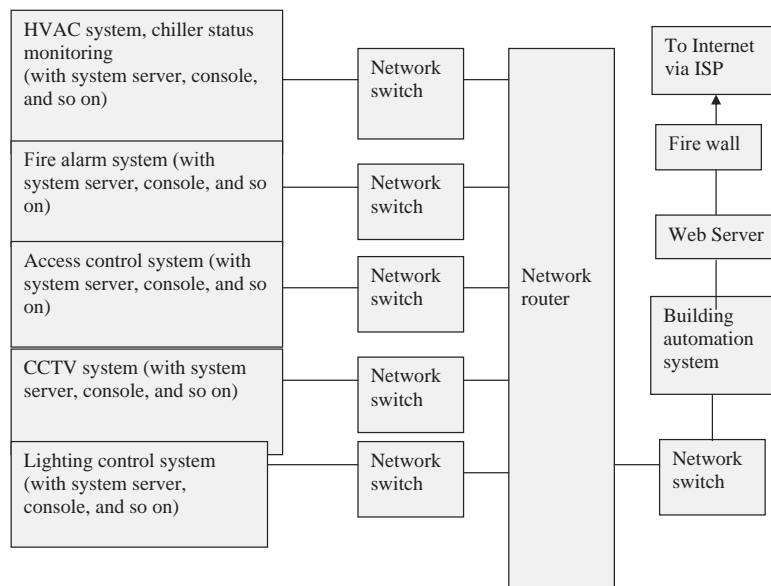 HVAC system, chiller status
monitoring
(with system server, console,
and so on)
Network
switch
Fire alarm system (with
system server, console, and so
on)
Network
switch
Access control system (with
system server, console, and so
on)
Network
switch
CCTV system (with system
server, console, and so on)
Network
switch
Lighting control system
(with system server,
console, and so on)
Network
switch
Network
router
To Internet
via ISP
Fire wall
Web Server
Building
automation
system
Network
switch